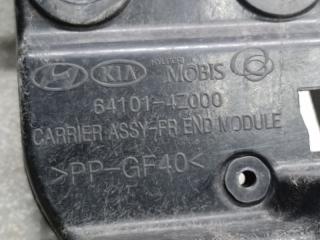 KIA MOBIS
64101-4Z000
CARRIER ASSY-FR END MODULE
>PP-GF40<